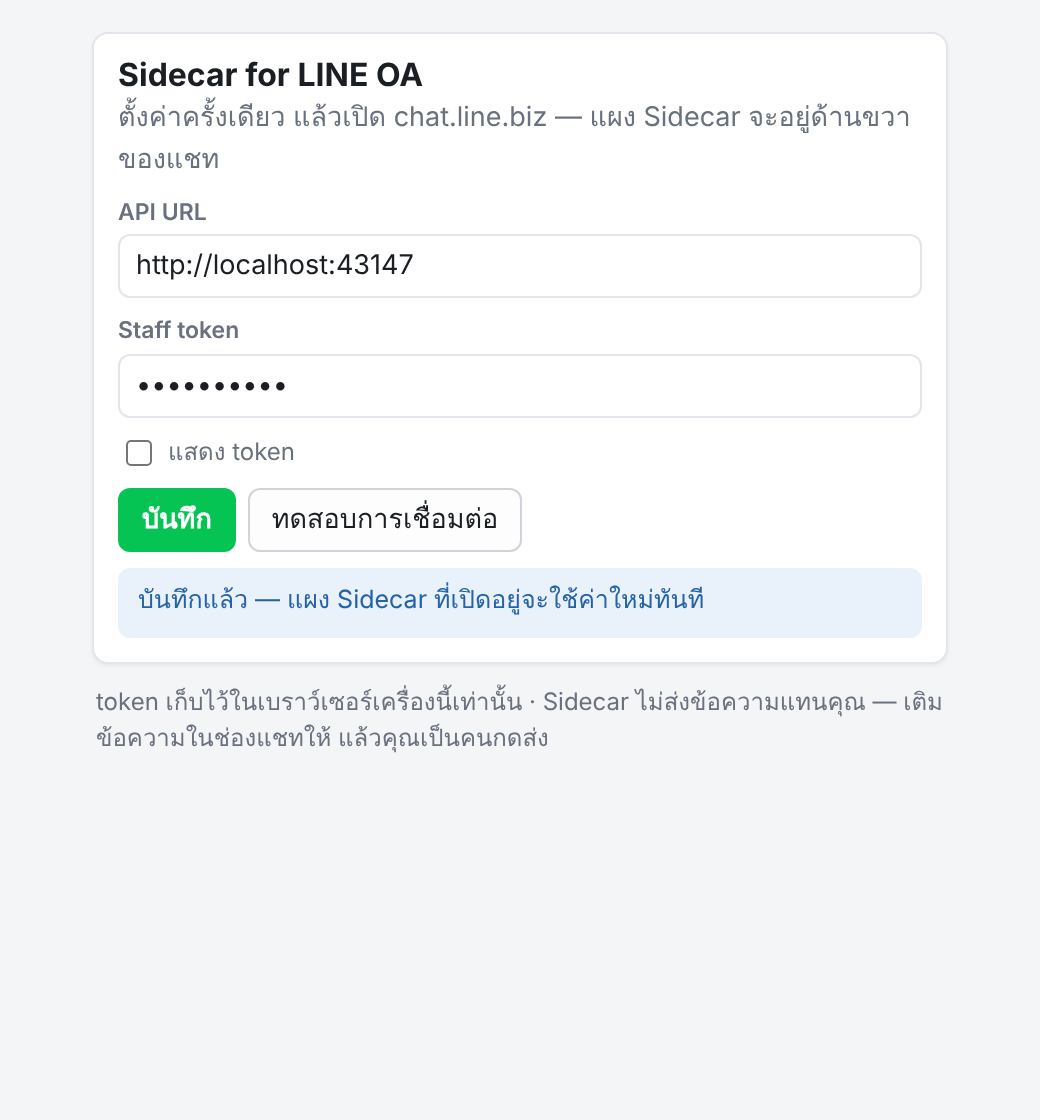 Sidecar for LINE OA
ตั้งค่าครั้งเดียว แล้วเปิด chat.line.biz — แผง Sidecar จะอยู่ด้านขวา
ของแชท
API URL
http://localhost:43147
Staff token
••••••••••
แสดง token
บันทึก
ทดสอบการเชื่อมต่อ
บันทึกแล้ว — แผง Sidecar ที่เปิดอยู่จะใช้ค่าใหม่ทันที
token เก็บไว้ในเบราว์เซอร์เครื่องนี้เท่านั้น · Sidecar ไม่ส่งข้อความแทนคุณ — เติม
ข้อความในช่องแชทให้ แล้วคุณเป็นคนกดส่ง